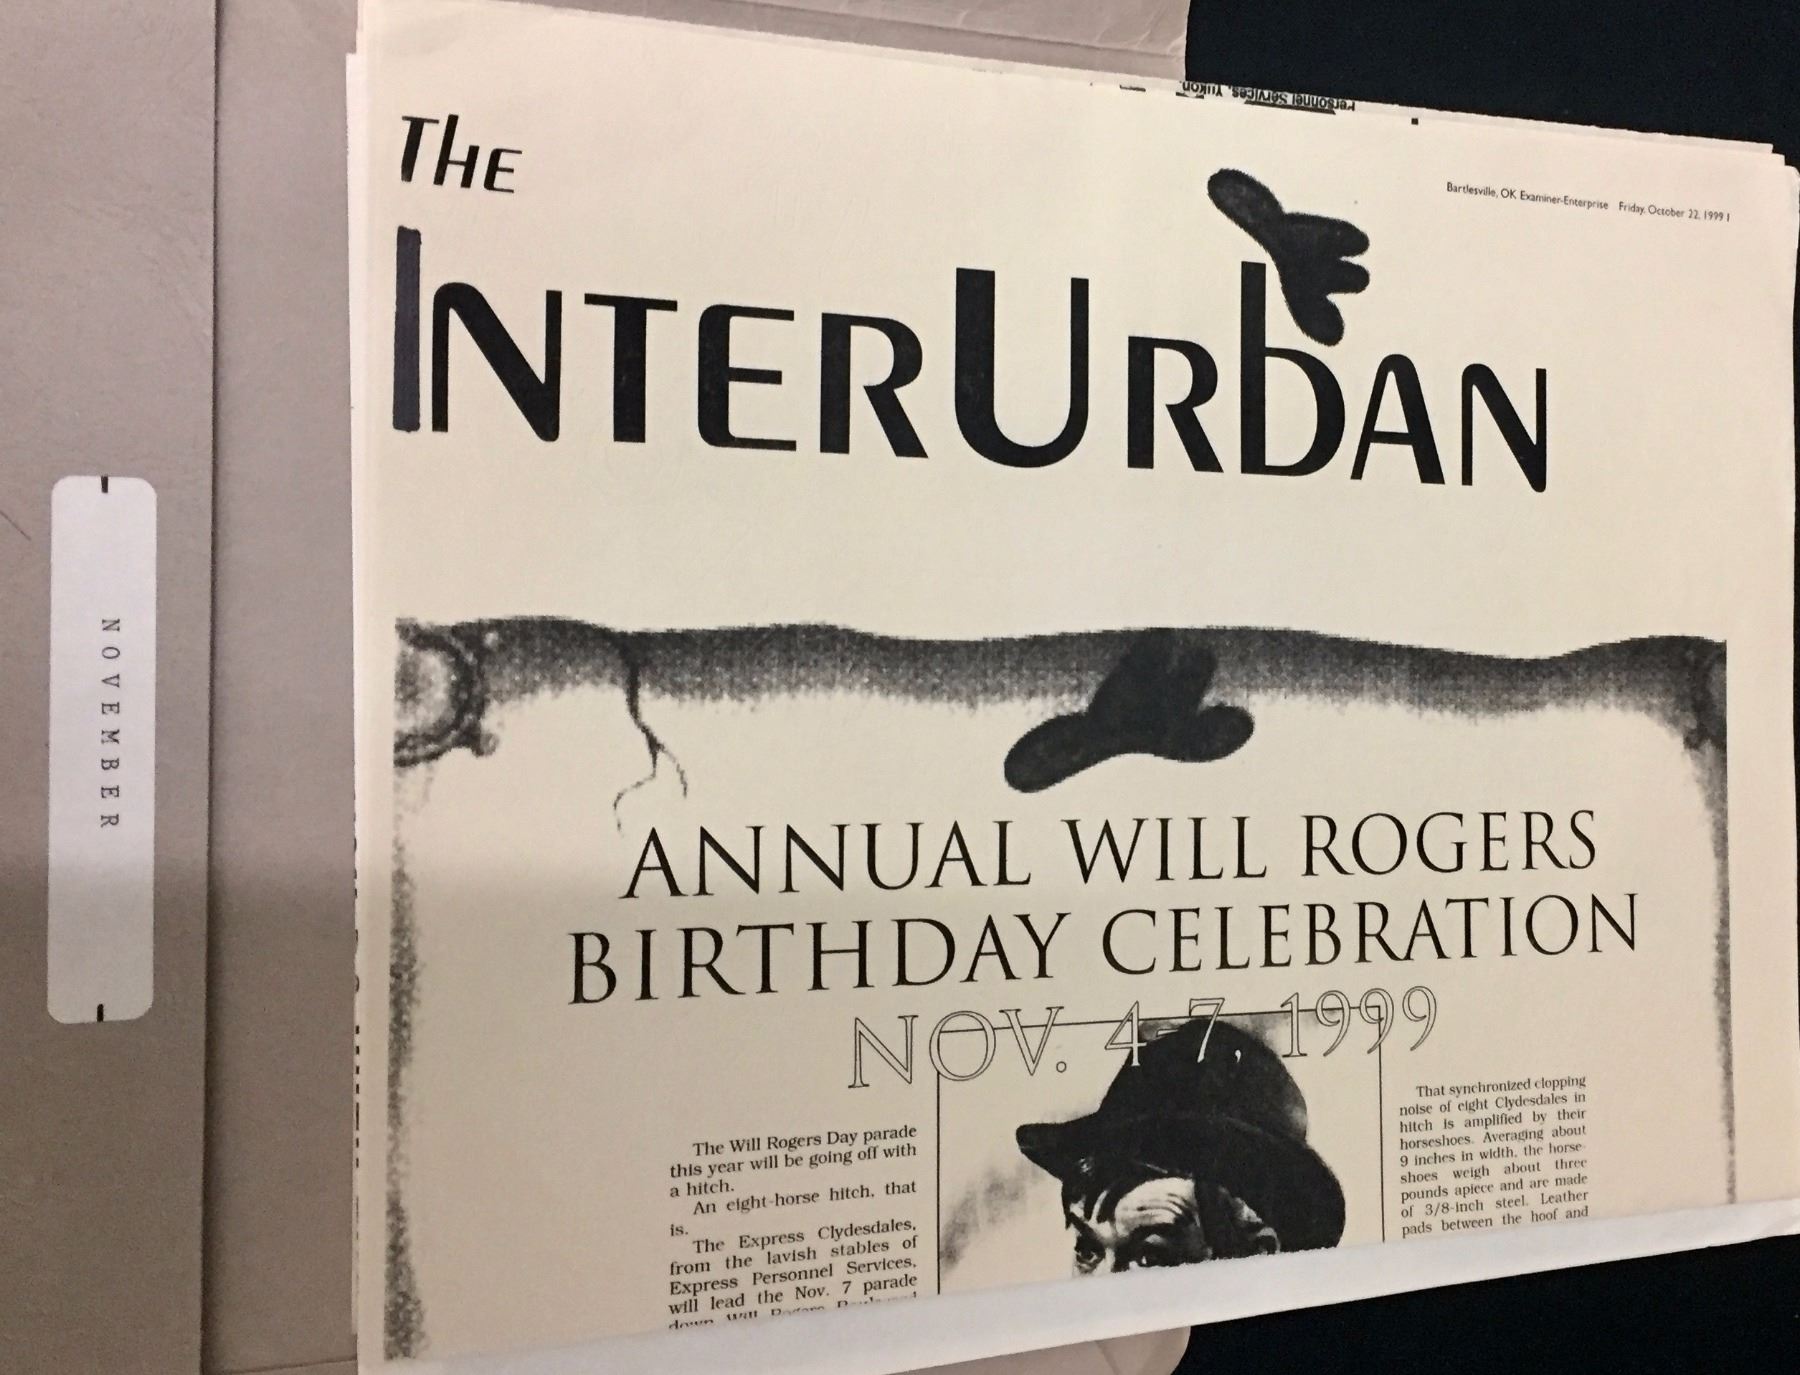 Personnel Services, Yukon.
Bartlesville, OK Examiner-Enterprise Friday, October 22, 1999 1
THE
INTERURBAN
NOVEMBER
ANNUAL WILL ROGERS
BIRTHDAY CELEBRATION
NOV. 4-7, 1999
The Will Rogers Day parade
this year will be going off with
a hitch.
An eight-horse hitch, that
is.
The Express Clydesdales,
from the lavish stables of
Express Personnel Services,
will lead the Nov. 7 parade
down Will Rogers
That synchronized clopping
noise of eight Clydesdales in
hitch is amplified by their
horseshoes. Averaging about
9 inches in width, the horse-
shoes weigh about three
pounds apiece and are made
of 3/8-inch steel. Leather
pads between the hoof and